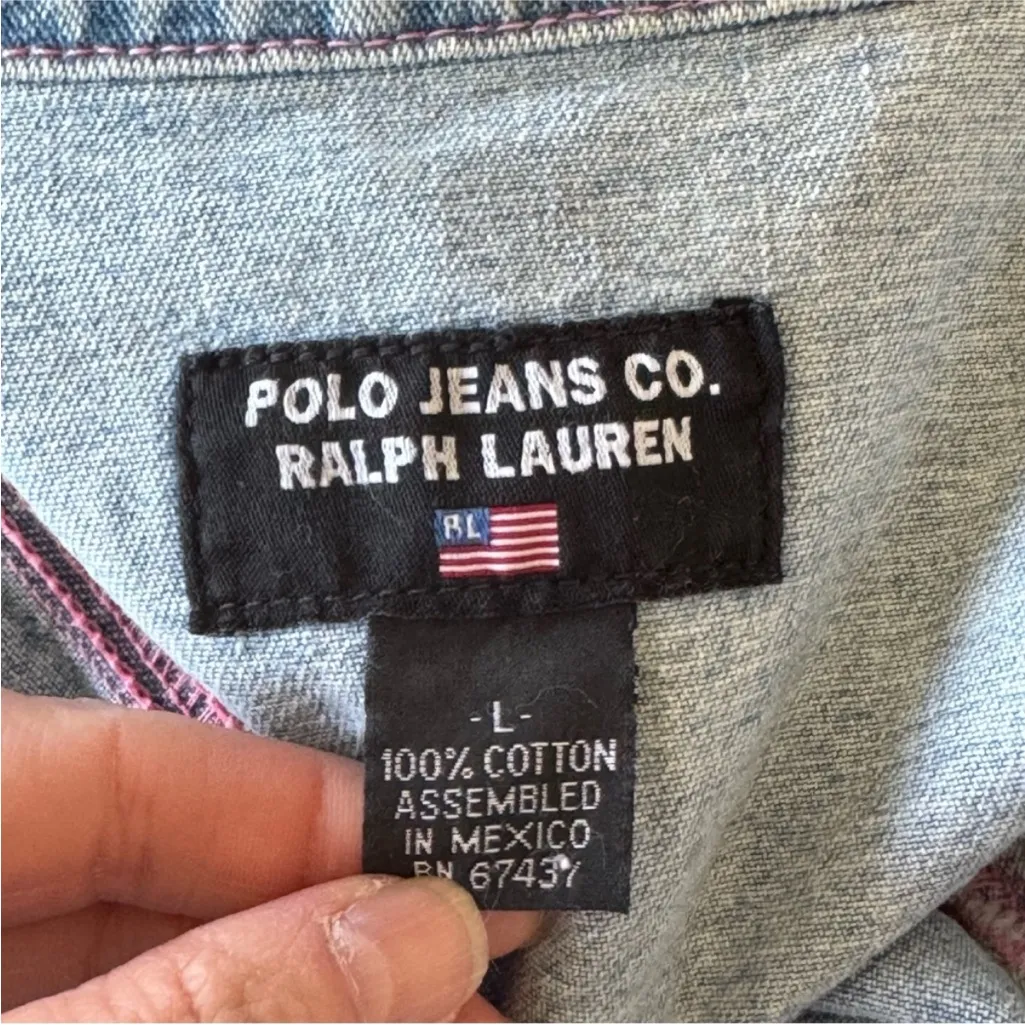 POLO JEANS CO.
RALPH LAUREN
RL
-L-
100% COTTON
ASSEMBLED
IN MEXICO
RN 67437